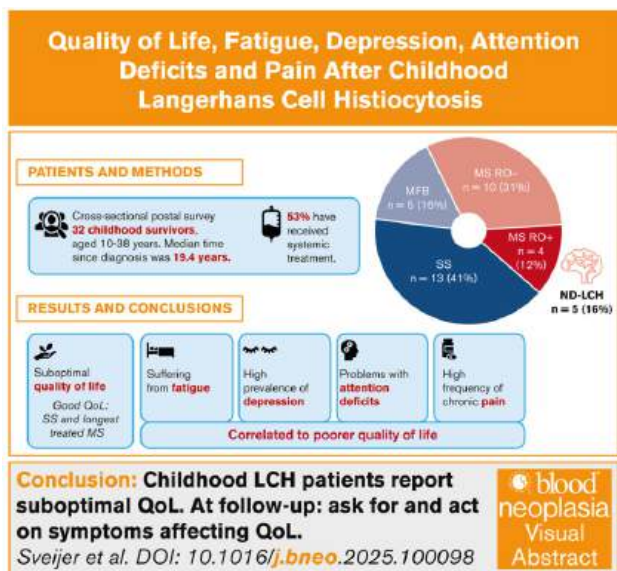 Quality of Life, Fatigue, Depression, Attention
Deficits and Pain After Childhood
Langerhans Cell Histiocytosis
PATIENTS AND METHODS
Cross-sectional postal survey
32 childhood survivors,
aged 10-38 years. Median time
since diagnosis was 19.4 years.
53% have
received
systemic
treatment.
MS RO–
n = 10 (31%)
MFB
n = 5 (16%)
MS RO+
n = 4
(12%)
SS
n = 13 (41%)
ND-LCH
n = 5 (16%)
RESULTS AND CONCLUSIONS
Suboptimal
quality of life
Good QoL:
SS and longest
treated MS
Suffering
from fatigue
High
prevalence of
depression
Problems with
attention
deficits
High
frequency of
chronic pain
Correlated to poorer quality of life
Conclusion: Childhood LCH patients report
suboptimal QoL. At follow-up: ask for and act
on symptoms affecting QoL.
Sveijer et al. DOI: 10.1016/j.bneo.2025.100098
blood
neoplasia
Visual
Abstract